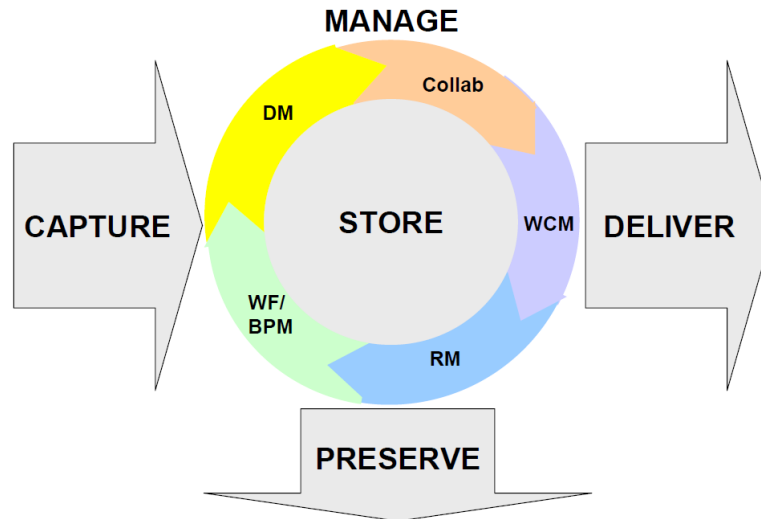 MANAGE
DM
Collab
CAPTURE
STORE
WCM
DELIVER
WF/
BPM
RM
PRESERVE